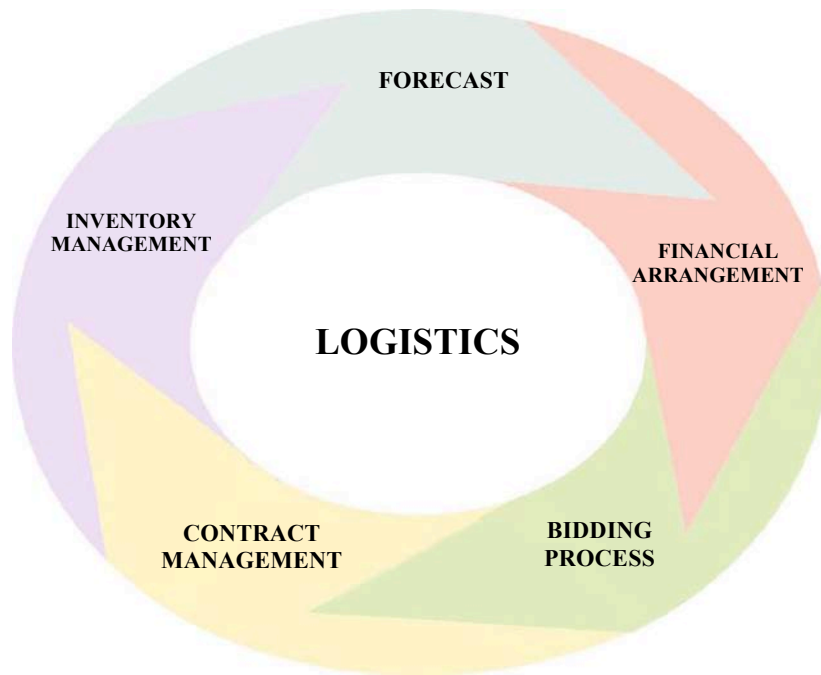 FORECAST
FINANCIAL
ARRANGEMENT
BIDDING
PROCESS
CONTRACT
MANAGEMENT
INVENTORY
MANAGEMENT
LOGISTICS